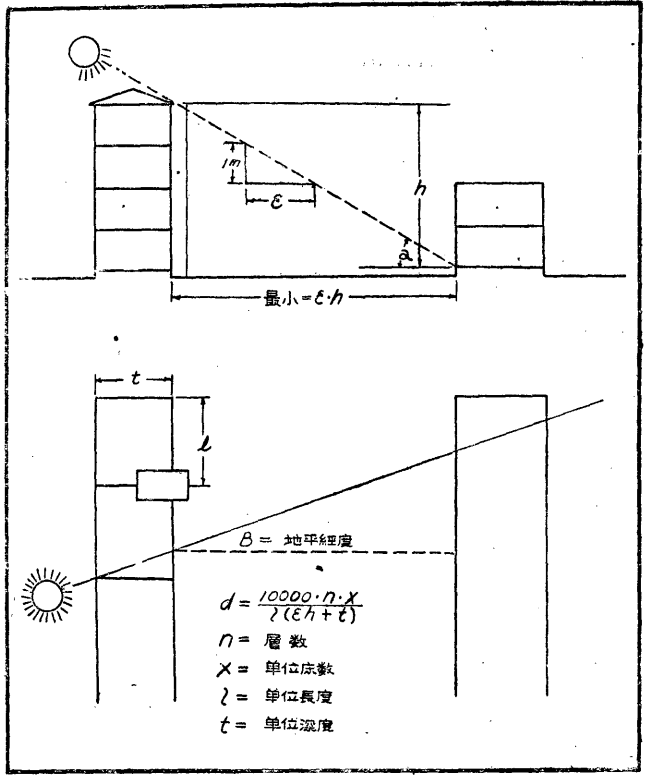 1m
ε
h
a
最小=ε·h
t
l
B = 地平經度
d = 10000·n·x / l(εh+t)
n = 層数
x = 单位床数
l = 单位長度
t = 单位深度